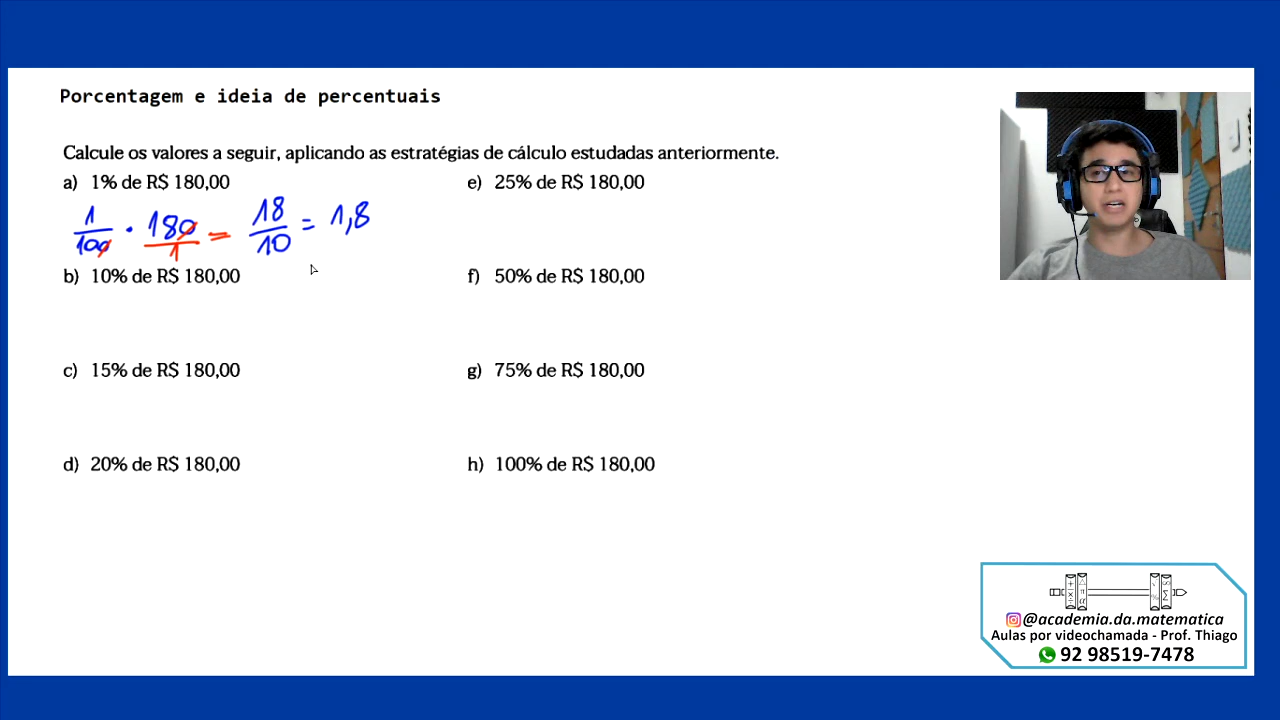 Porcentagem e ideia de percentuais
Calcule os valores a seguir, aplicando as estratégias de cálculo estudadas anteriormente.
a) 1% de R$ 180,00
1/100 · 180/1 = 18/10 = 1,8
b) 10% de R$ 180,00
c) 15% de R$ 180,00
d) 20% de R$ 180,00
e) 25% de R$ 180,00
f) 50% de R$ 180,00
g) 75% de R$ 180,00
h) 100% de R$ 180,00
@academia.da.matematica
Aulas por videochamada - Prof. Thiago
92 98519-7478